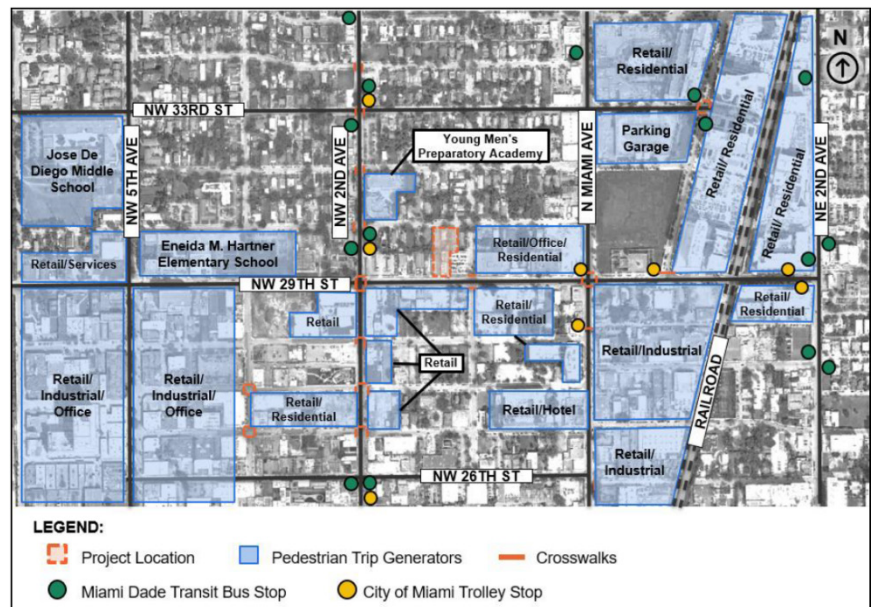 N
Retail/
Residential
NW 33RD ST
NW 5TH AVE
NW 2ND AVE
N MIAMI AVE
NE 2ND AVE
Jose De
Diego Middle
School
Young Men's
Preparatory Academy
Parking
Garage
Retail/ Residential
Retail/ Residential
Retail/Services
Eneida M. Hartner
Elementary School
Retail/Office/
Residential
NW 29TH ST
Retail/
Industrial/
Office
Retail/
Industrial/
Office
Retail
Retail
Retail/
Residential
Retail/
Residential
Retail/Industrial
Retail/
Residential
Retail/Hotel
RAILROAD
Retail/
Industrial
NW 26TH ST
LEGEND:
Project Location
Pedestrian Trip Generators
Crosswalks
Miami Dade Transit Bus Stop
City of Miami Trolley Stop